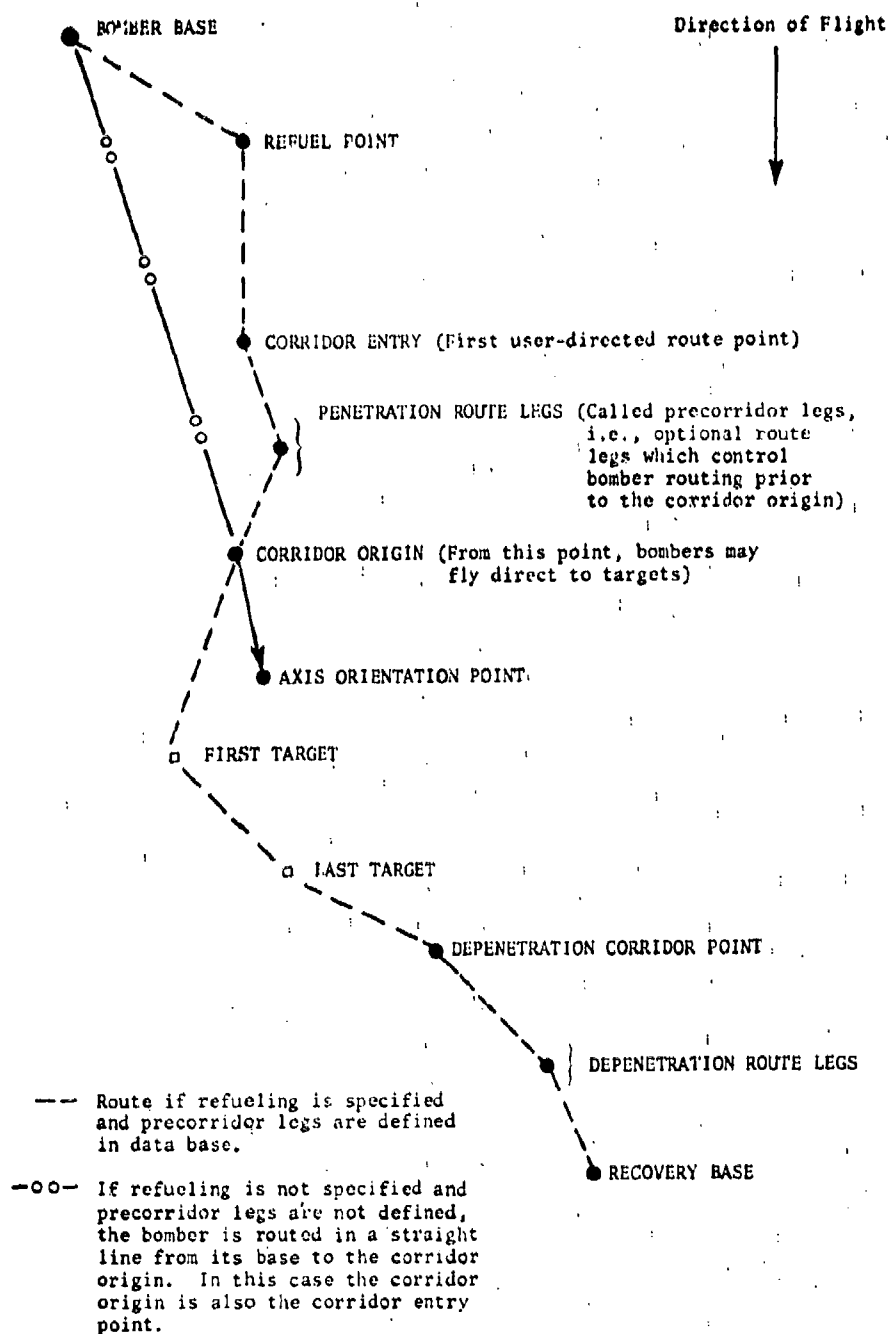 BOMBER BASE
Direction of Flight
REFUEL POINT
CORRIDOR ENTRY (First user-directed route point)
PENETRATION ROUTE LEGS (Called precorridor legs,
i.e., optional route
legs which control
bomber routing prior
to the corridor origin)
CORRIDOR ORIGIN (From this point, bombers may
fly direct to targets)
AXIS ORIENTATION POINT
FIRST TARGET
LAST TARGET
DEPENETRATION CORRIDOR POINT
DEPENETRATION ROUTE LEGS
RECOVERY BASE
Route if refueling is specified
and precorridor legs are defined
in data base.
If refueling is not specified and
precorridor legs are not defined,
the bomber is routed in a straight
line from its base to the corridor
origin. In this case the corridor
origin is also the corridor entry
point.